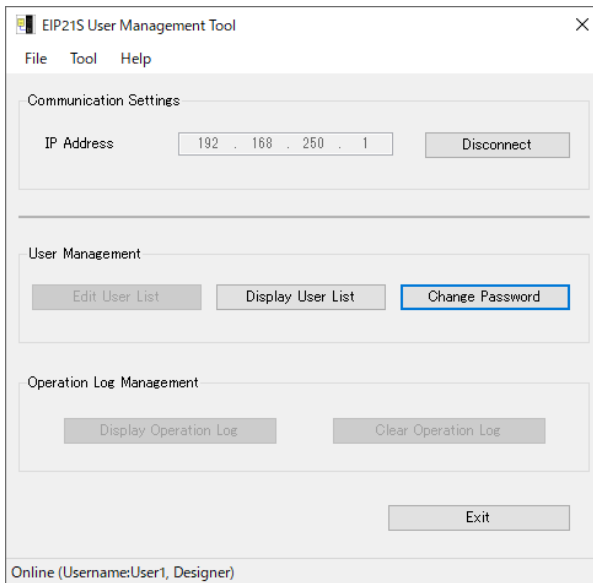 EIP21S User Management Tool
File Tool Help
Communication Settings
IP Address 192 . 168 . 250 . 1 Disconnect
User Management
Edit User List Display User List Change Password
Operation Log Management
Display Operation Log Clear Operation Log
Exit
Online (Username:User1, Designer)